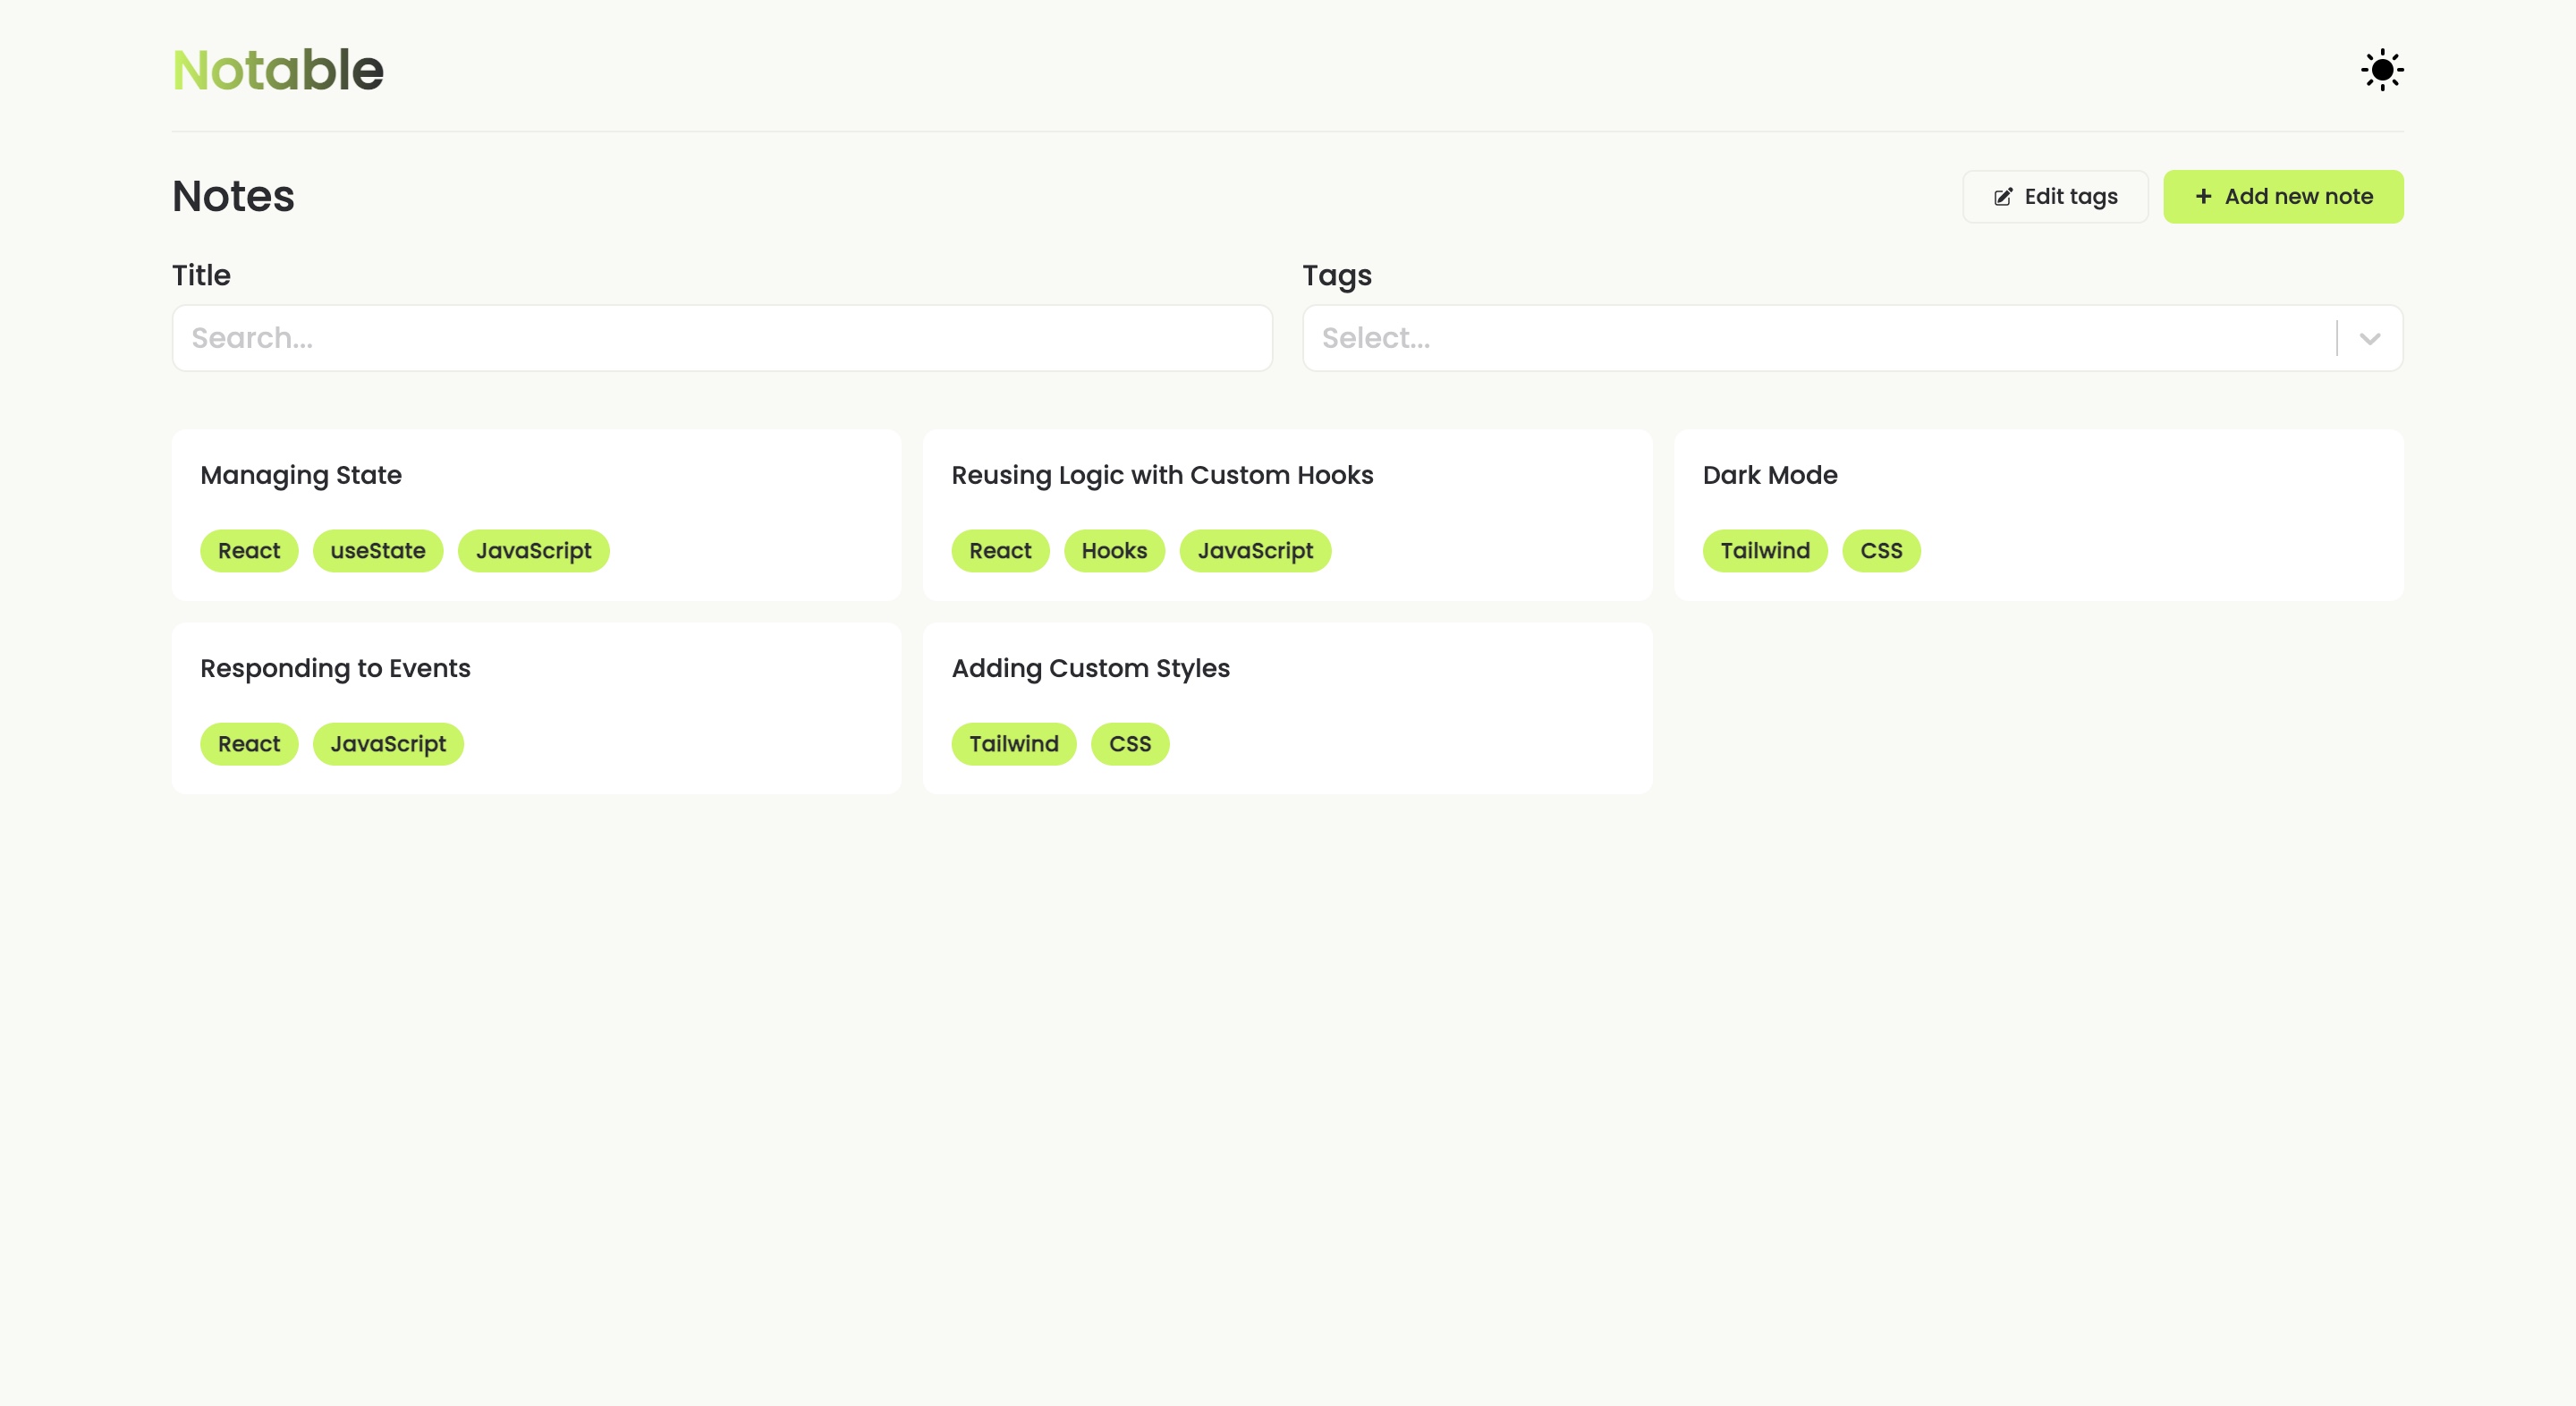 Notable
Notes
Edit tags
+ Add new note
Title
Tags
Search...
Select...
Managing State
React useState JavaScript
Reusing Logic with Custom Hooks
React Hooks JavaScript
Dark Mode
Tailwind CSS
Responding to Events
React JavaScript
Adding Custom Styles
Tailwind CSS